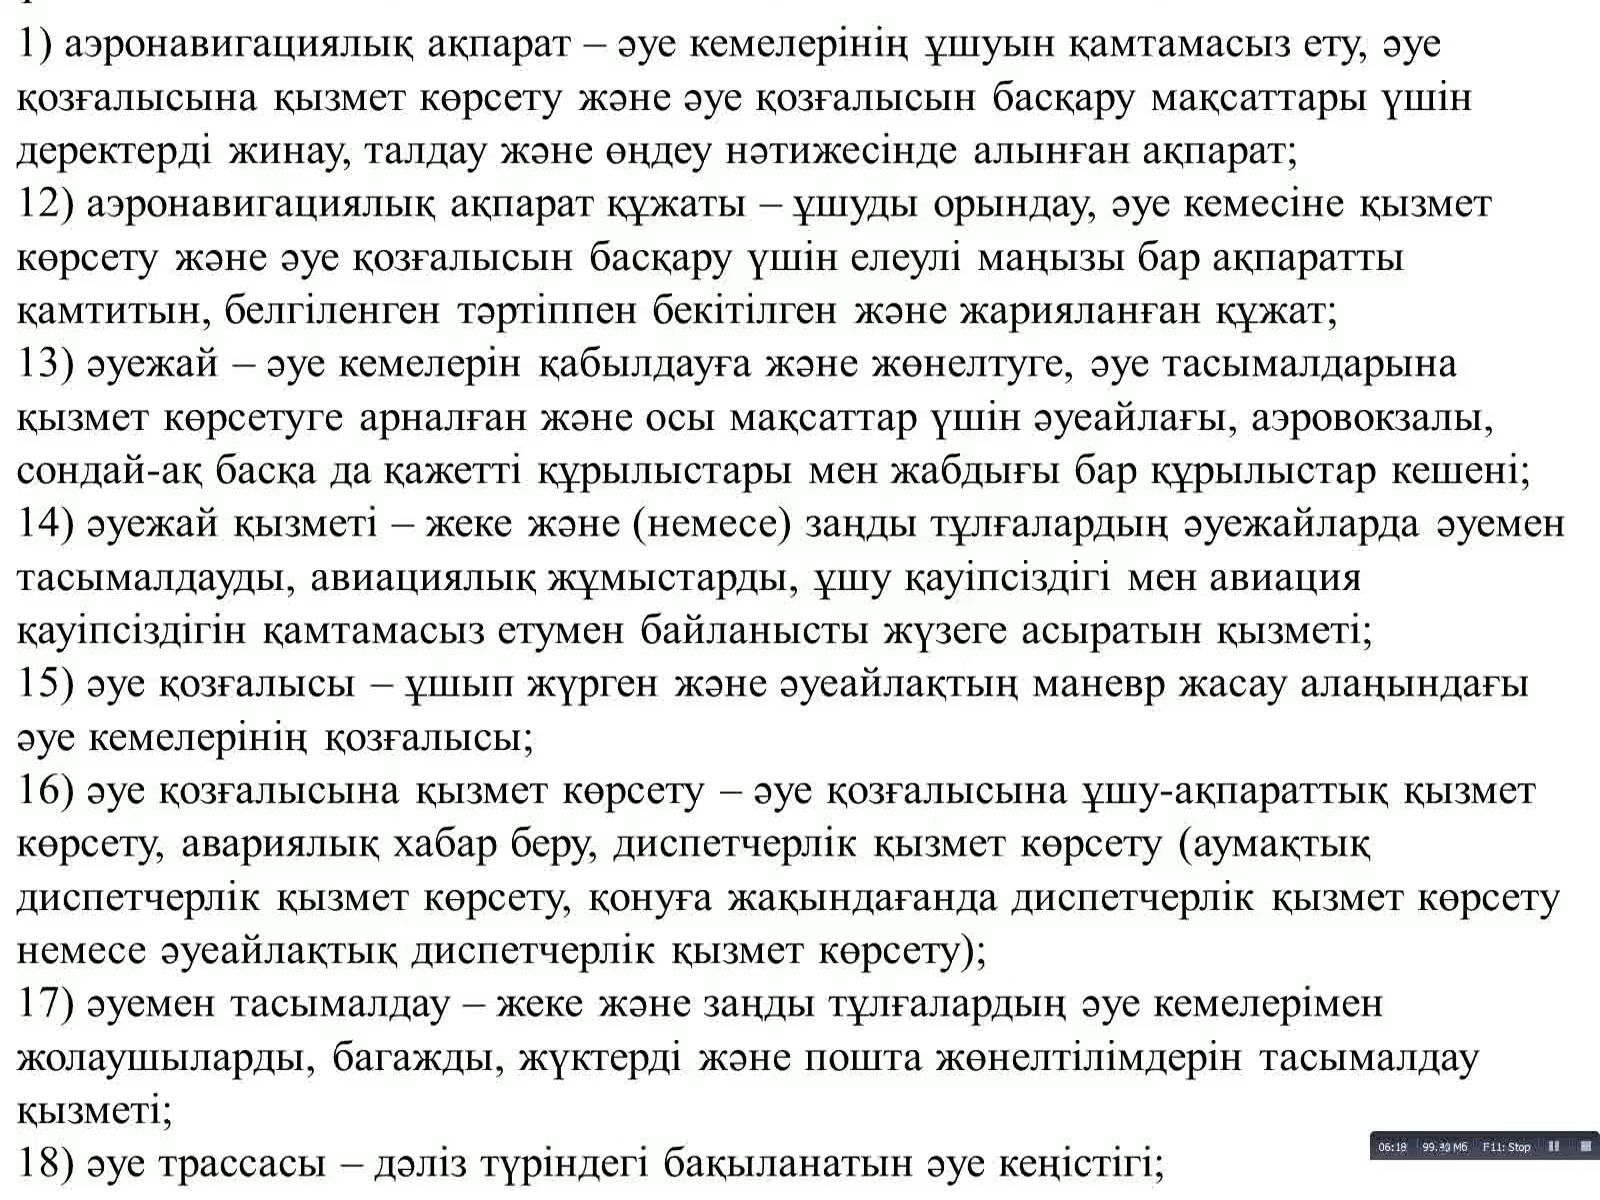 1) аэронавигациялық ақпарат – әуе кемелерінің ұшуын қамтамасыз ету, әуе
қозғалысына қызмет көрсету және әуе қозғалысын басқару мақсаттары үшін
деректерді жинау, талдау және өңдеу нәтижесінде алынған ақпарат;
12) аэронавигациялық ақпарат құжаты – ұшуды орындау, әуе кемесіне қызмет
көрсету және әуе қозғалысын басқару үшін елеулі маңызы бар ақпаратты
қамтитын, белгіленген тәртіппен бекітілген және жарияланған құжат;
13) әуежай – әуе кемелерін қабылдауға және жөнелтуге, әуе тасымалдарына
қызмет көрсетуге арналған және осы мақсаттар үшін әуеайлағы, аэровокзалы,
сондай-ақ басқа да қажетті құрылыстары мен жабдығы бар құрылыстар кешені;
14) әуежай қызметі – жеке және (немесе) заңды тұлғалардың әуежайларда әуемен
тасымалдауды, авиациялық жұмыстарды, ұшу қауіпсіздігі мен авиация
қауіпсіздігін қамтамасыз етумен байланысты жүзеге асыратын қызметі;
15) әуе қозғалысы – ұшып жүрген және әуеайлақтың маневр жасау алаңындағы
әуе кемелерінің қозғалысы;
16) әуе қозғалысына қызмет көрсету – әуе қозғалысына ұшу-ақпараттық қызмет
көрсету, авариялық хабар беру, диспетчерлік қызмет көрсету (аумақтық
диспетчерлік қызмет көрсету, қонуға жақындағанда диспетчерлік қызмет көрсету
немесе әуеайлақтық диспетчерлік қызмет көрсету);
17) әуемен тасымалдау – жеке және заңды тұлғалардың әуе кемелерімен
жолаушыларды, багажды, жүктерді және пошта жөнелтілімдерін тасымалдау
қызметі;
18) әуе трассасы – дәліз түріндегі бақыланатын әуе кеңістігі;
06:18 Мб F11: Stop